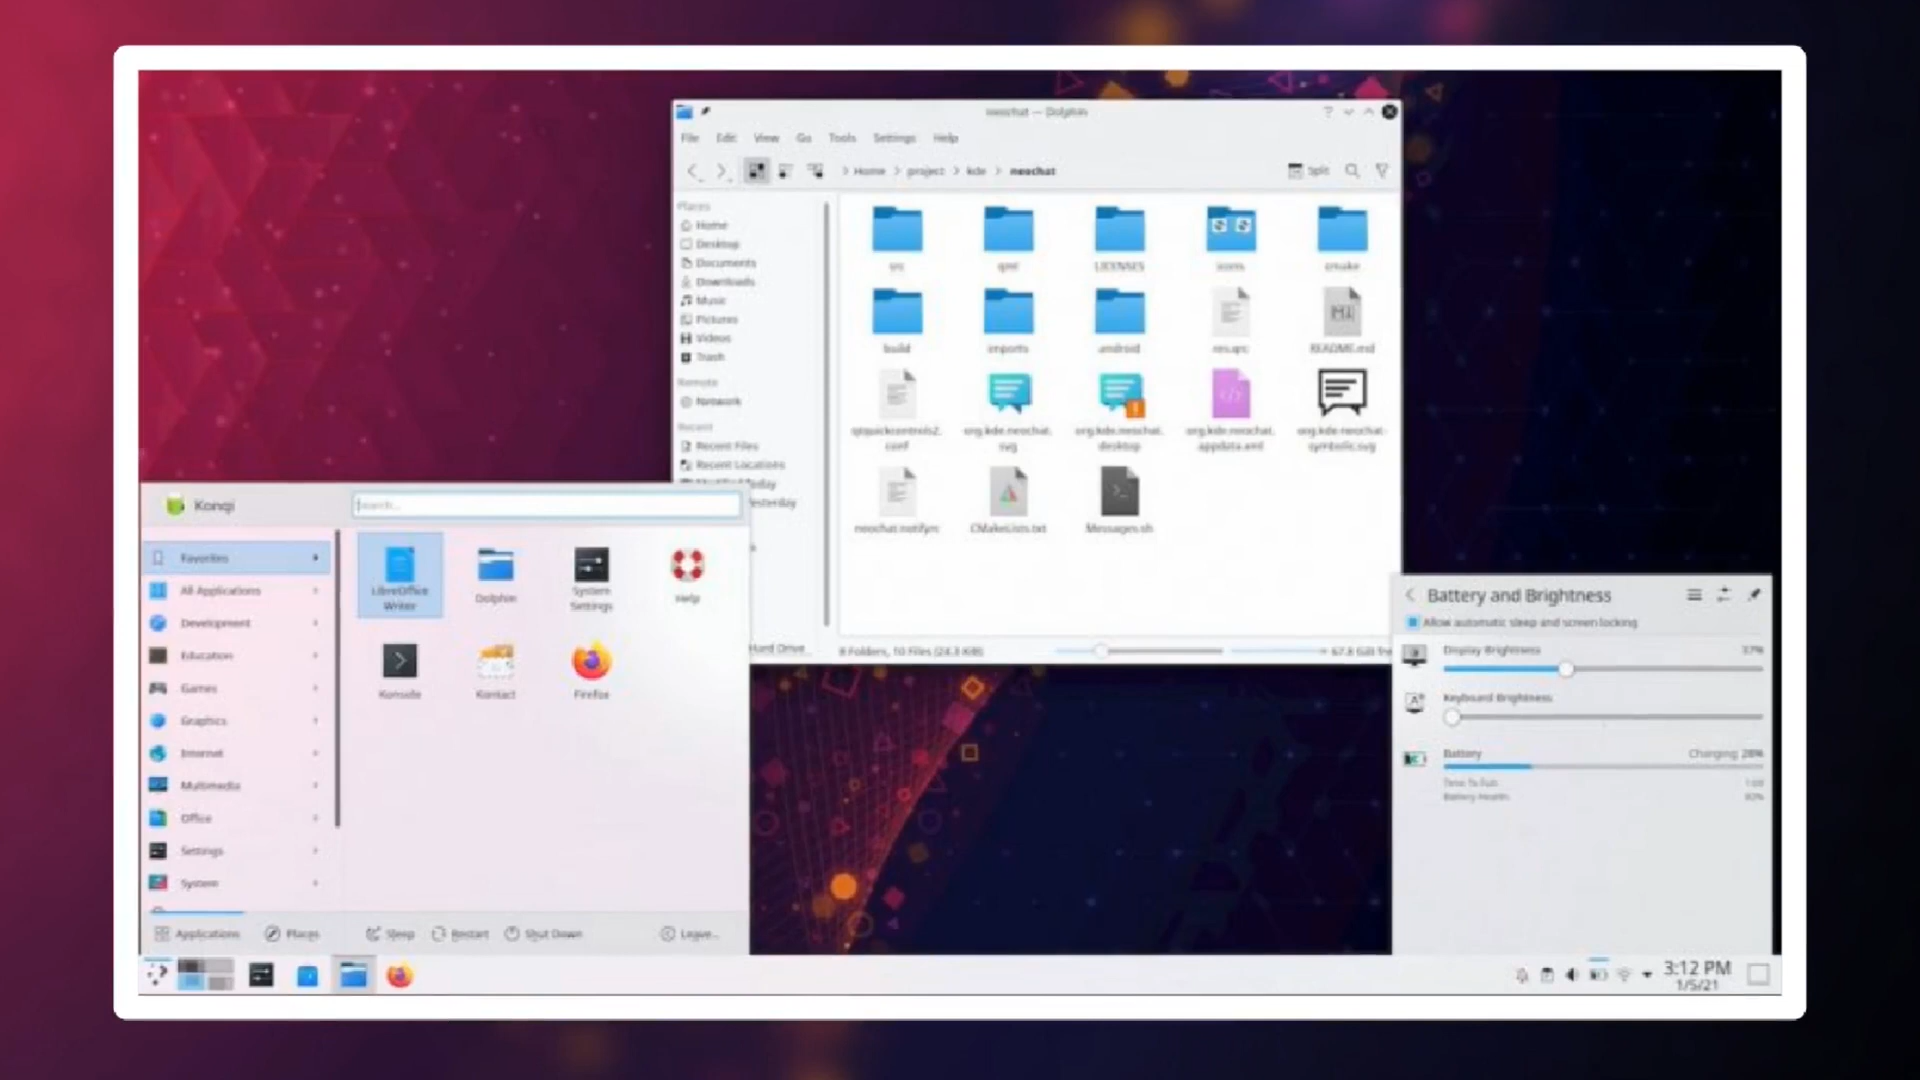 neochat — Dolphin
File Edit View Go Tools Settings Help
Home project kde neochat
Split
Places
Home
Desktop
Documents
Downloads
Music
Pictures
Videos
Trash
Remote
Network
Recent
Recent Files
Recent Locations
Modified Today
Yesterday
Hard Drive
src qml LICENSES icons cmake
build imports android res.qrc README.md
qtquickcontrols2.conf
org.kde.neochat.svg
org.kde.neochat.desktop
org.kde.neochat.appdata.xml
org.kde.neochat-symbolic.svg
neochat.notifyrc CMakeLists.txt Messages.sh
8 Folders, 10 Files (24.3 KiB)
67.8 GiB fre
Konqi
Search...
Favorites
All Applications
Development
Education
Games
Graphics
Internet
Multimedia
Office
Settings
System
LibreOffice Writer
Dolphin
System Settings
Help
Konsole
Kontact
Firefox
Applications Places Sleep Restart Shut Down Leave...
Battery and Brightness
Allow automatic sleep and screen locking
Display Brightness 37%
Keyboard Brightness
Battery Charging 28%
Time To Full:
Battery Health:
3:12 PM
1/5/21